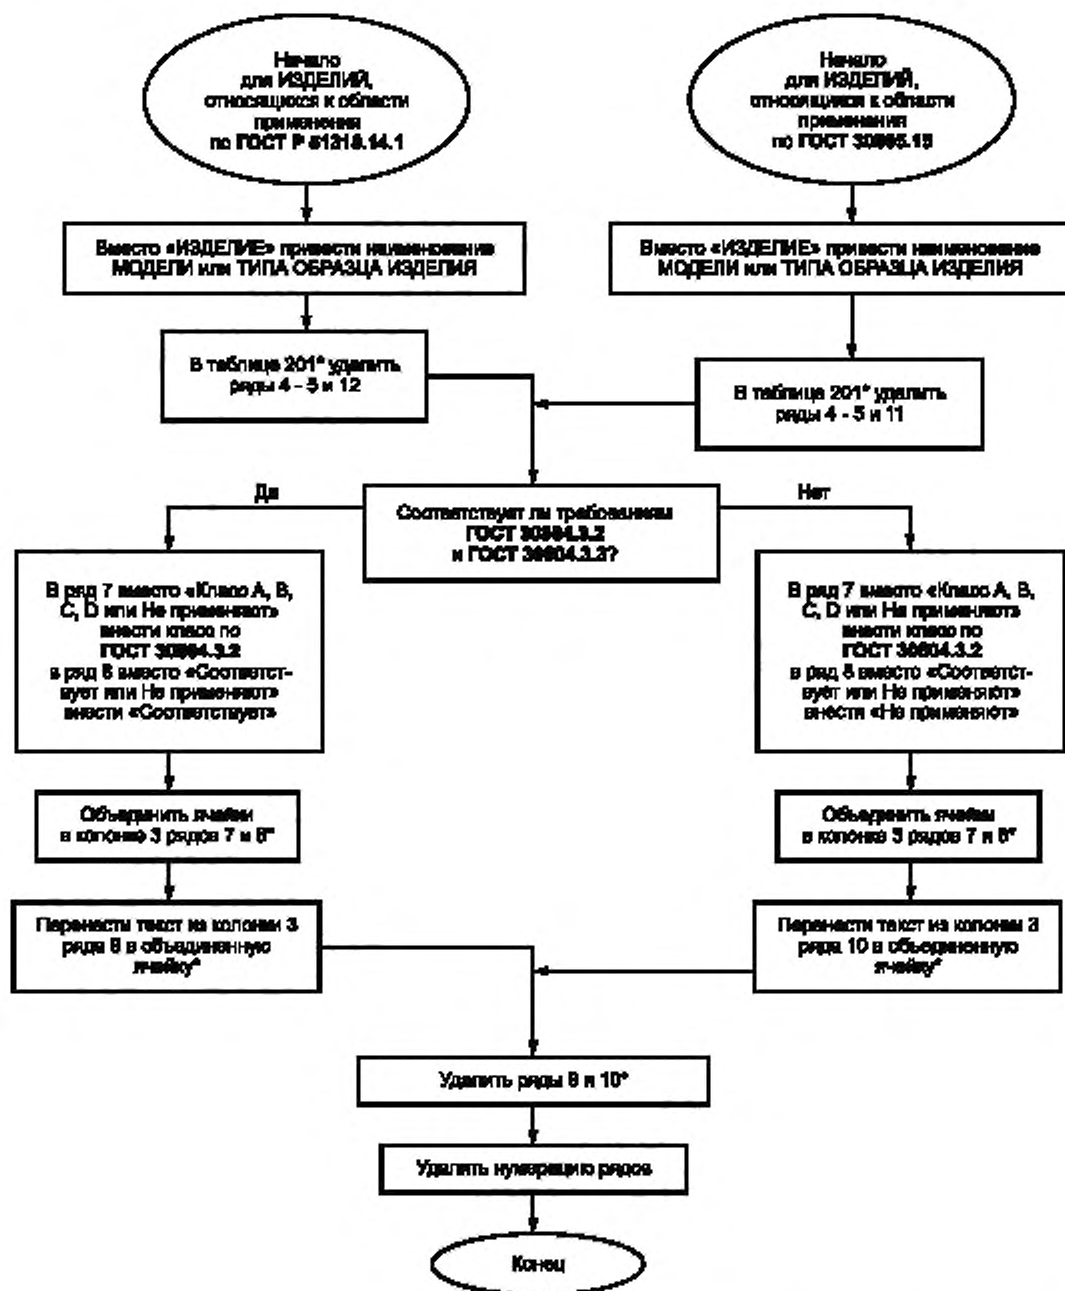 Начало
для ИЗДЕЛИЙ,
относящихся к области
применения
по ГОСТ Р 51318.14.1
Начало
для ИЗДЕЛИЙ,
относящихся к области
применения
по ГОСТ
Вместо «ИЗДЕЛИЕ» привести наименование
МОДЕЛИ или ТИПА ОБРАЗЦА ИЗДЕЛИЯ
Вместо «ИЗДЕЛИЕ» привести наименование
МОДЕЛИ или ТИПА ОБРАЗЦА ИЗДЕЛИЯ
В таблице 201* удалить
ряды 4 - 5 и 12
В таблице 201* удалить
ряды 4 - 5 и 11
Да
Соответствует ли требованиям
ГОСТ 30804.3.2
и ГОСТ 30804.3.3?
Нет
В ряд 7 вместо «Класс А, В,
С, D или Не применяют»
внести класс по
ГОСТ 30804.3.2
в ряд 8 вместо «Соответст-
вует или Не применяют»
внести «Соответствует»
В ряд 7 вместо «Класс А, В,
С, D или Не применяют»
внести класс по
ГОСТ 30804.3.2
в ряд 8 вместо «Соответст-
вует или Не применяют»
внести «Не применяют»
Объединить ячейки
в колонке 3 рядов 7 и 8*
Объединить ячейки
в колонке 3 рядов 7 и 8*
Перенести текст из колонки 3
ряда в объединенную
ячейку*
Перенести текст из колонки 3
ряда 10 в объединенную
ячейку*
Удалить ряды и 10*
Удалить нумерацию рядов
Конец